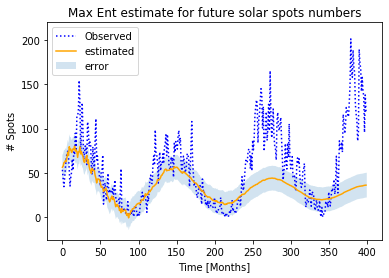 Max Ent estimate for future solar spots numbers
Observed
estimated
error
200
150
100
50
0
# Spots
0 50 100 150 200 250 300 350 400
Time [Months]